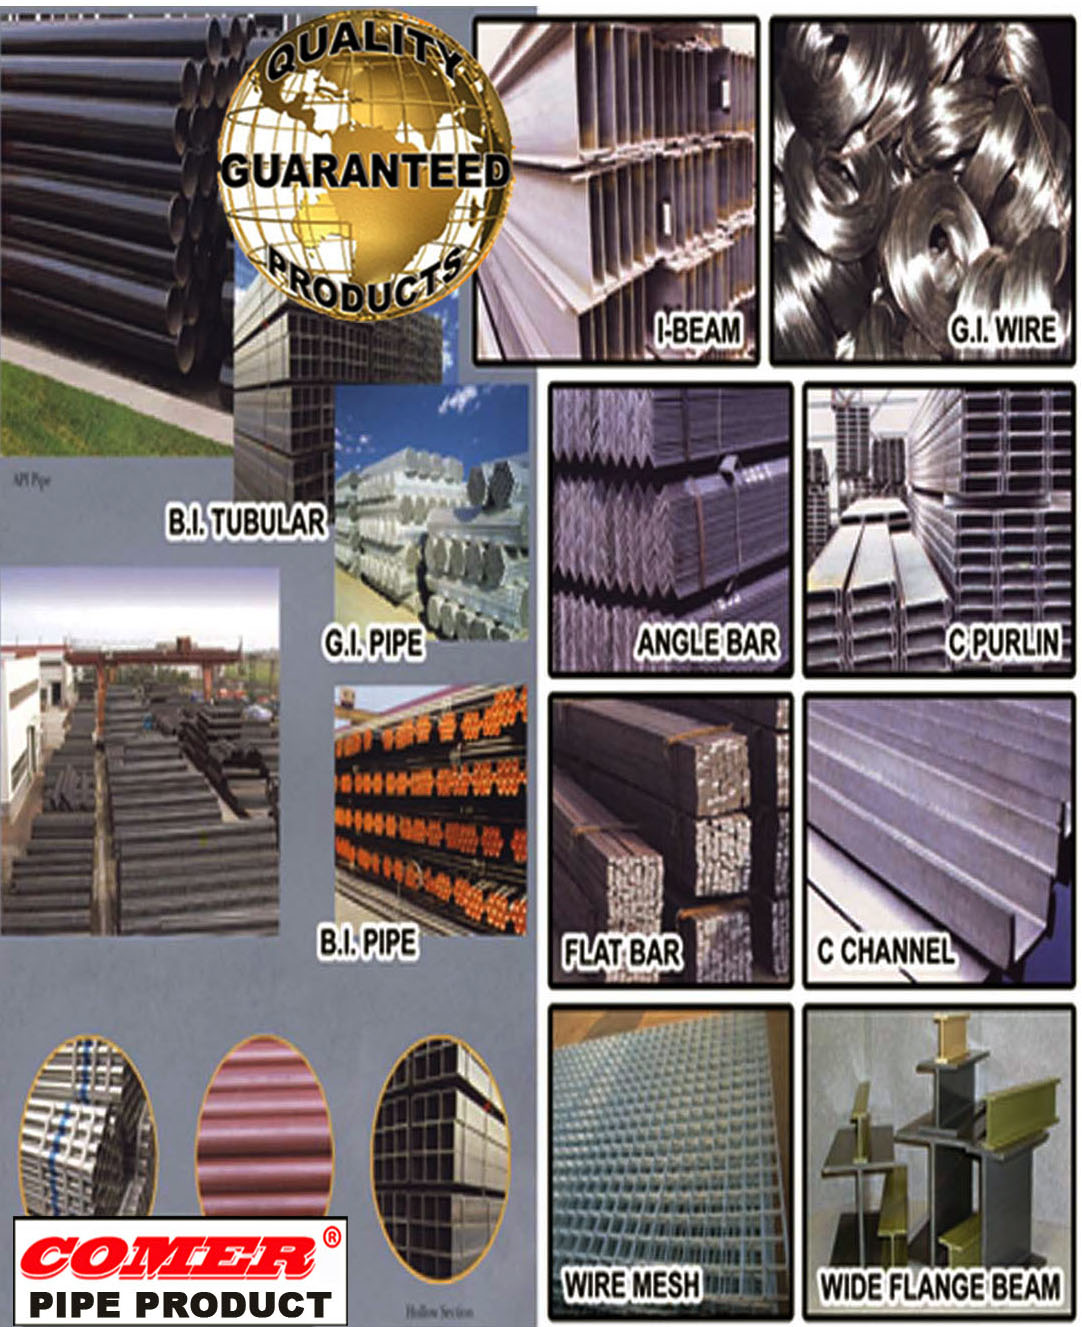 QUALITY
GUARANTEED
PRODUCTS
I-BEAM
G.I. WIRE
API Pipe
B.I. TUBULAR
G.I. PIPE
ANGLE BAR
C PURLIN
B.I. PIPE
FLAT BAR
C CHANNEL
WIRE MESH
WIDE FLANGE BEAM
COMER®
PIPE PRODUCT
Hollow Section